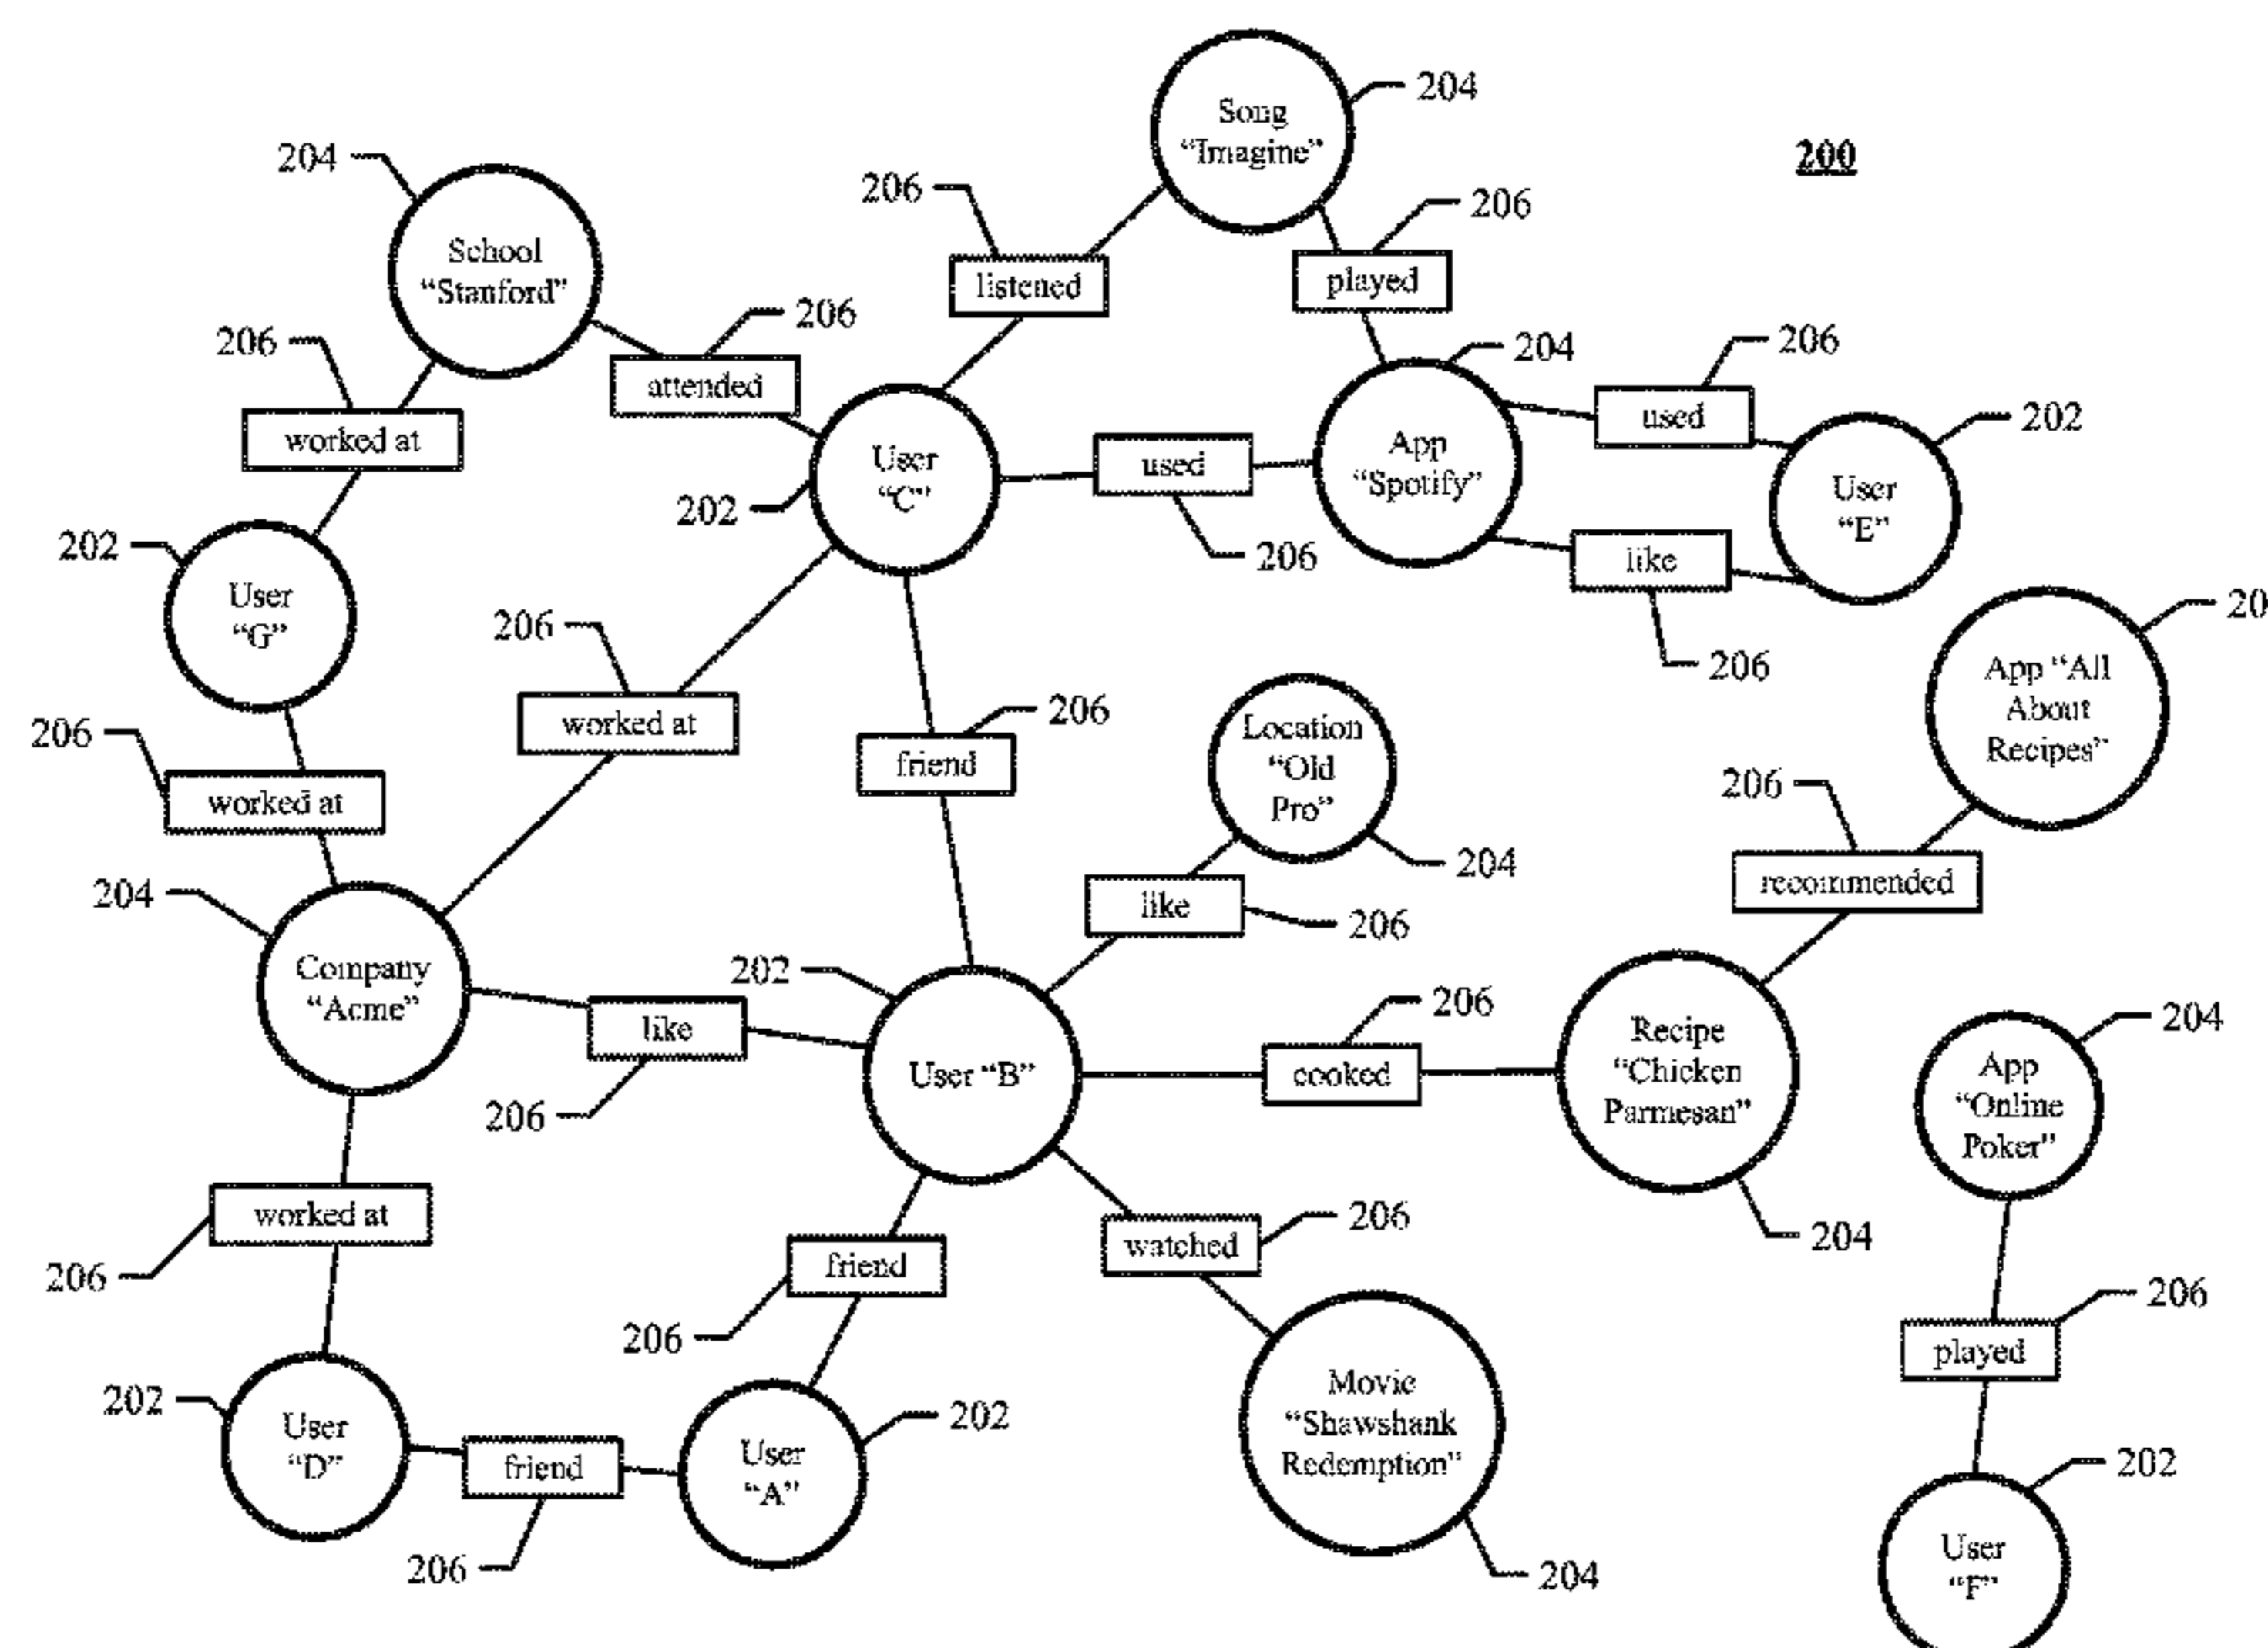 204
Song
“Imagine”
200
204
School
“Stanford”
206
206
listened
played
206
206
attended
206
worked at
204
206
used
202
User
“E”
User
“C”
202
used
206
App
“Spotify”
like
206
202
User
“G”
206
worked at
206
friend
Location
“Old
Pro”
204
20
App “All
About
Recipes”
206
recommended
206
worked at
204
Company
“Acme”
like
206
202
User “B”
like
206
206
cooked
Recipe
“Chicken
Parmesan”
204
204
App
“Online
Poker”
worked at
206
friend
206
watched
206
Movie
“Shawshank
Redemption”
204
206
played
202
User
“D”
friend
206
User
“A”
202
202
User
“F”